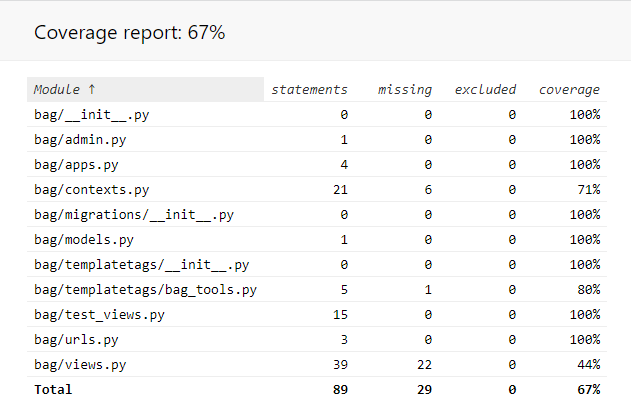 Coverage report: 67%
Module ↑ statements missing excluded coverage
bag/__init__.py 0 0 0 100%
bag/admin.py 1 0 0 100%
bag/apps.py 4 0 0 100%
bag/contexts.py 21 6 0 71%
bag/migrations/__init__.py 0 0 0 100%
bag/models.py 1 0 0 100%
bag/templatetags/__init__.py 0 0 0 100%
bag/templatetags/bag_tools.py 5 1 0 80%
bag/test_views.py 15 0 0 100%
bag/urls.py 3 0 0 100%
bag/views.py 39 22 0 44%
Total 89 29 0 67%